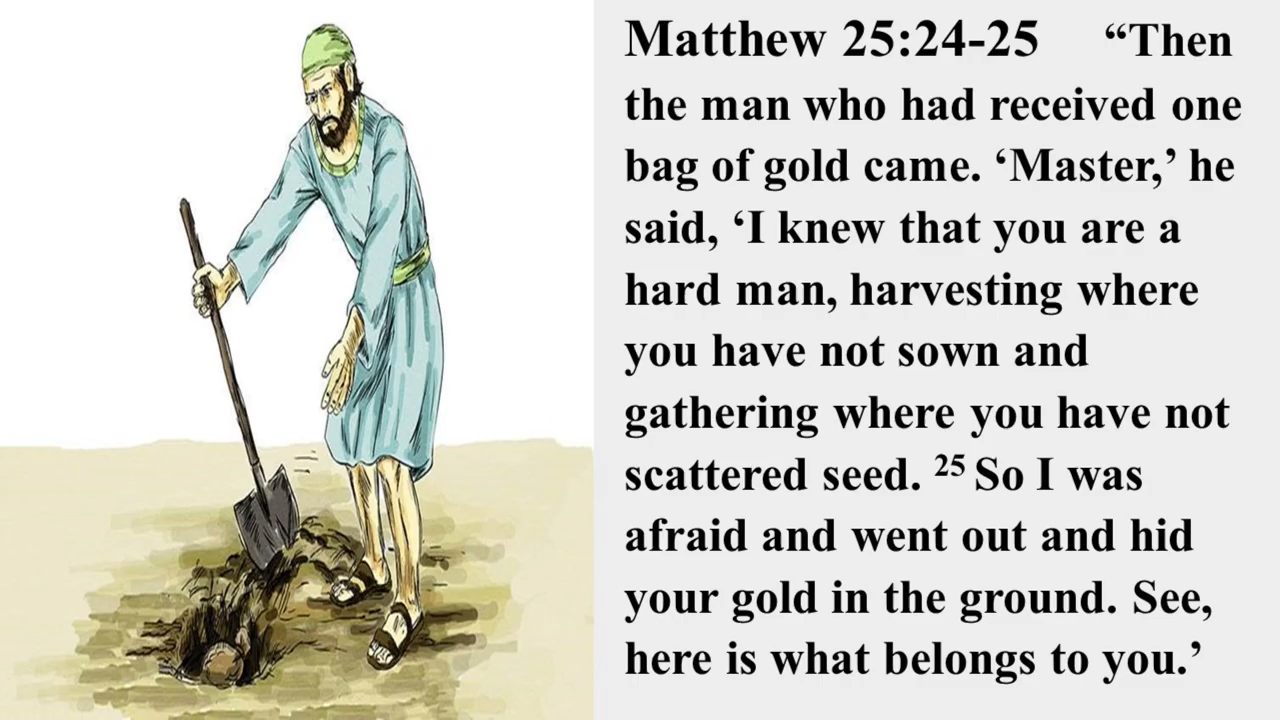 Matthew 25:24-25 “Then
the man who had received one
bag of gold came. ‘Master,’ he
said, ‘I knew that you are a
hard man, harvesting where
you have not sown and
gathering where you have not
scattered seed. 25 So I was
afraid and went out and hid
your gold in the ground. See,
here is what belongs to you.’